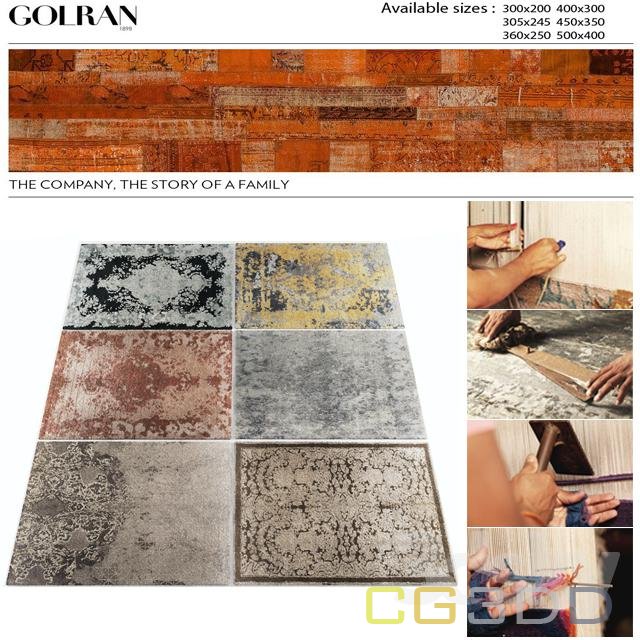 GOLRAN
1898
Available sizes : 300x200 400x300
305x245 450x350
360x250 500x400
THE COMPANY, THE STORY OF A FAMILY
CG3DD